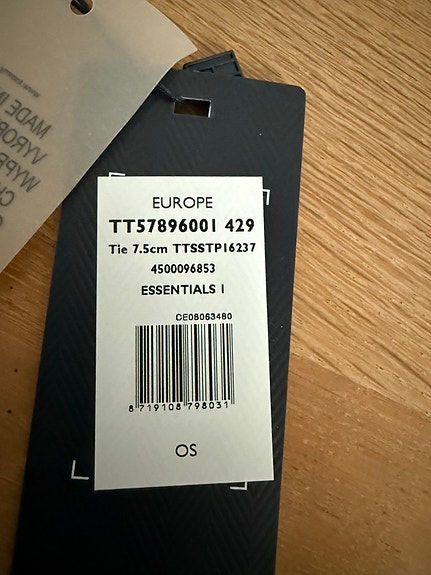 EUROPE
TT57896001 429
Tie 7.5cm TTSSTP16237
4500096853
ESSENTIALS I
CE08063480
8 719108 798031
OS
MADE IN